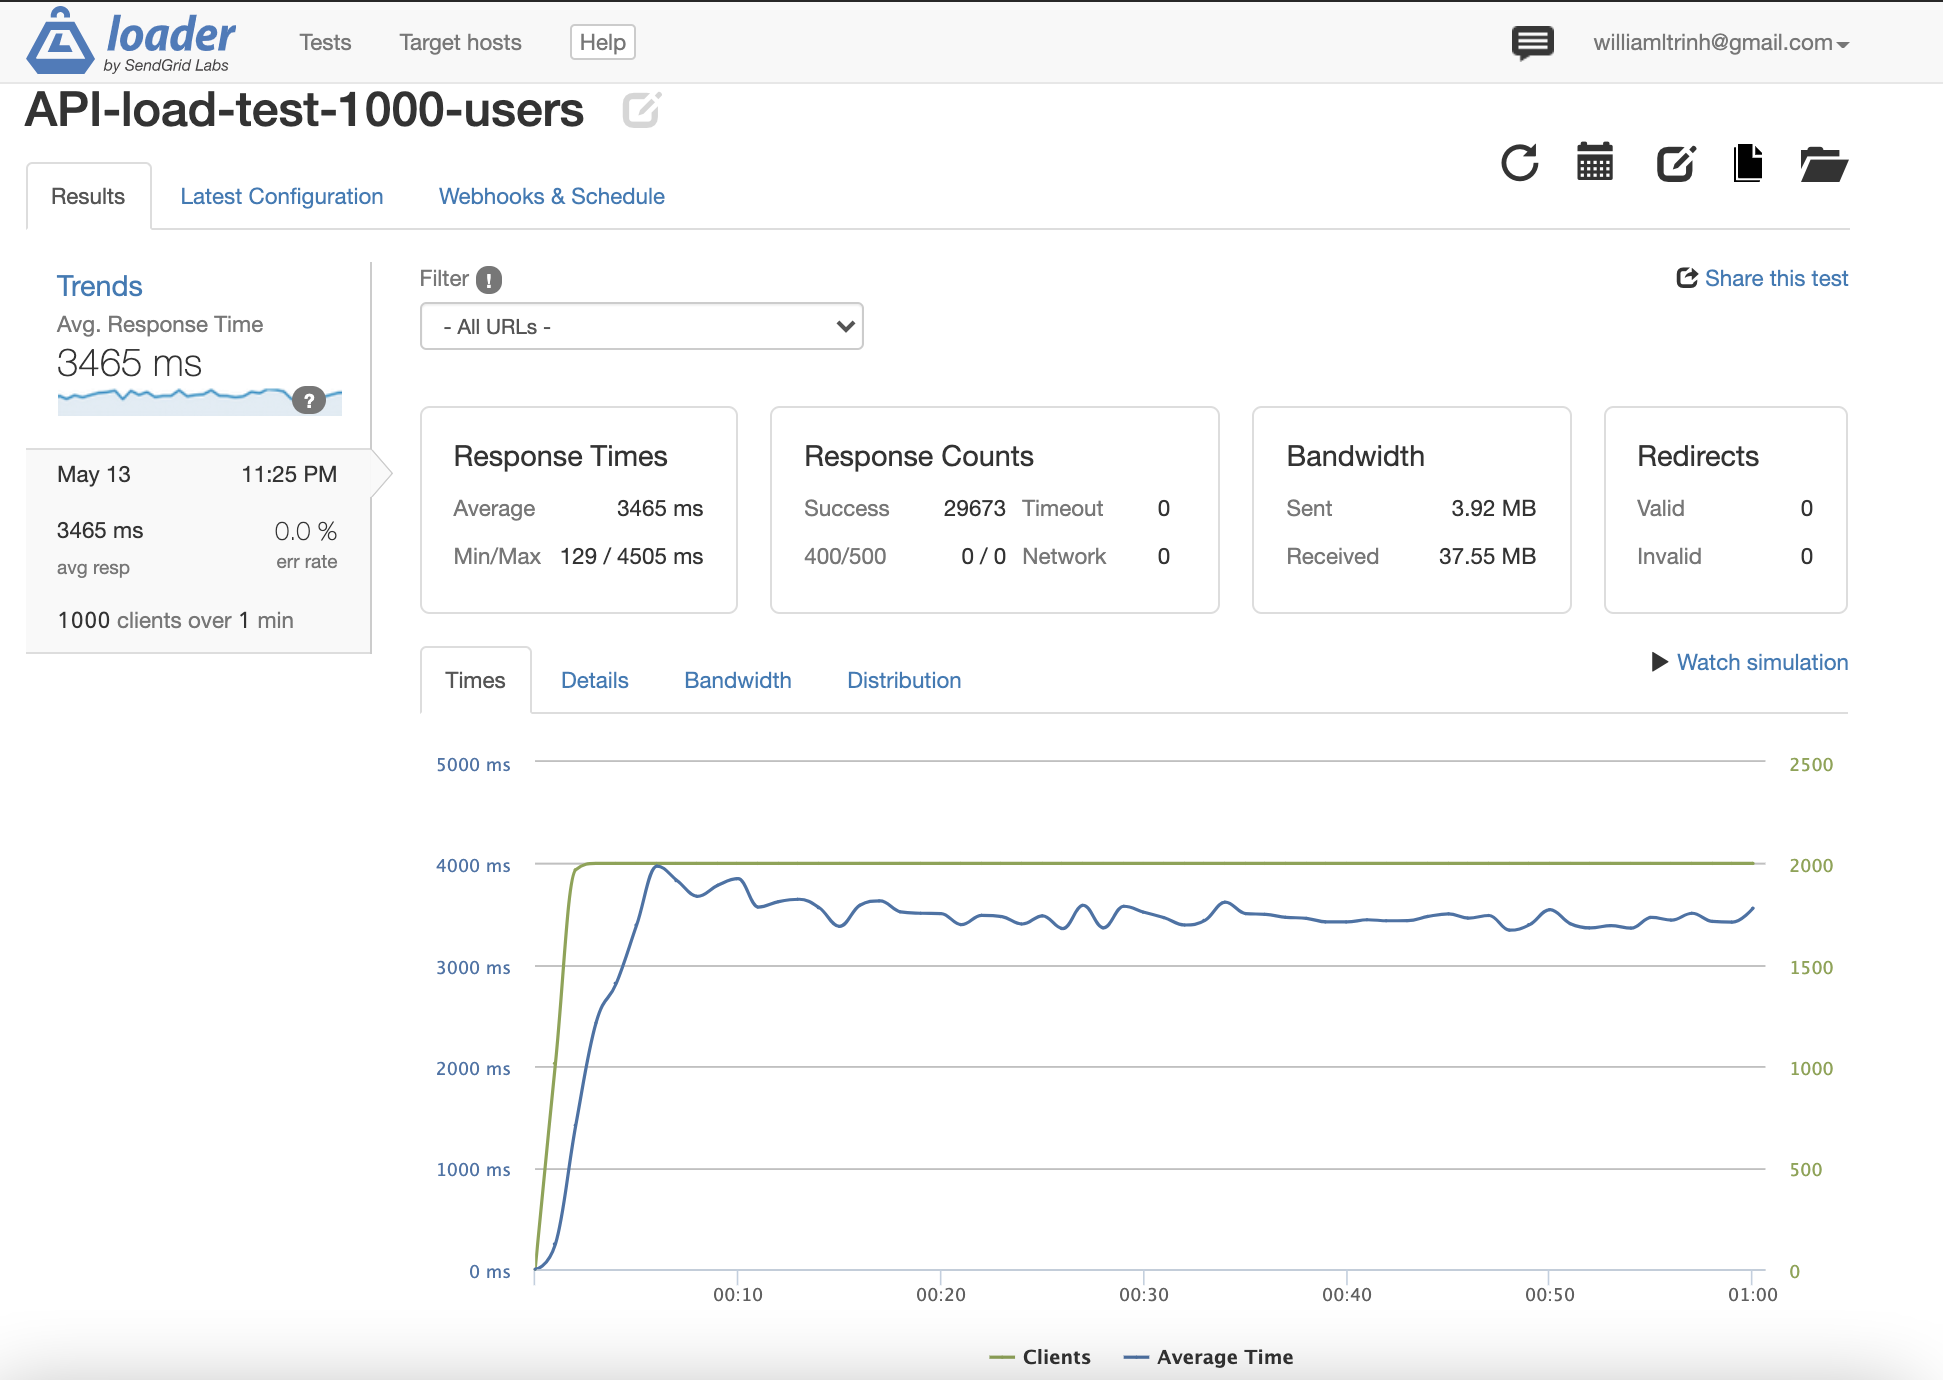 loader
by SendGrid Labs
Tests Target hosts Help williamltrinh@gmail.com
API-load-test-1000-users
Results Latest Configuration Webhooks & Schedule
Trends
Avg. Response Time
3465 ms
?
May 13 11:25 PM
3465 ms 0.0 %
avg resp err rate
1000 clients over 1 min
Filter !
Share this test
- All URLs -
Response Times
Average 3465 ms
Min/Max 129 / 4505 ms
Response Counts
Success 29673 Timeout 0
400/500 0 / 0 Network 0
Bandwidth
Sent 3.92 MB
Received 37.55 MB
Redirects
Valid 0
Invalid 0
Watch simulation
Times Details Bandwidth Distribution
5000 ms 2500
4000 ms 2000
3000 ms 1500
2000 ms 1000
1000 ms 500
0 ms 0
00:10 00:20 00:30 00:40 00:50 01:00
Clients Average Time